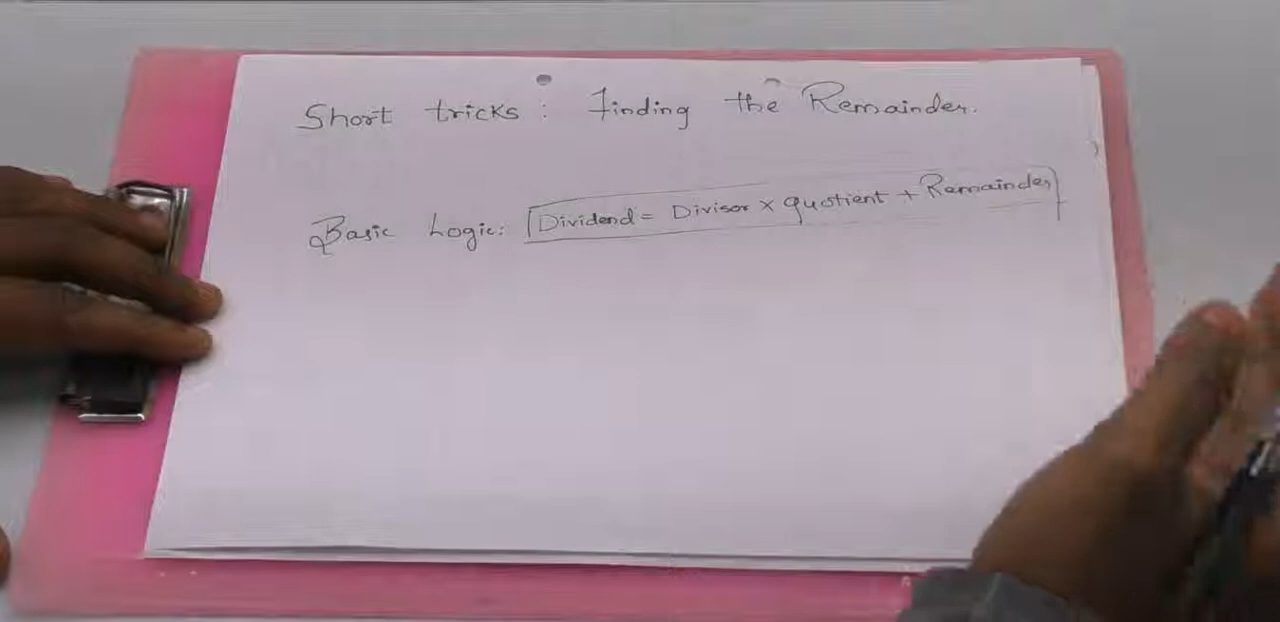 Short tricks: Finding the Remainder.
Basic Logic: Dividend = Divisor × quotient + Remainder